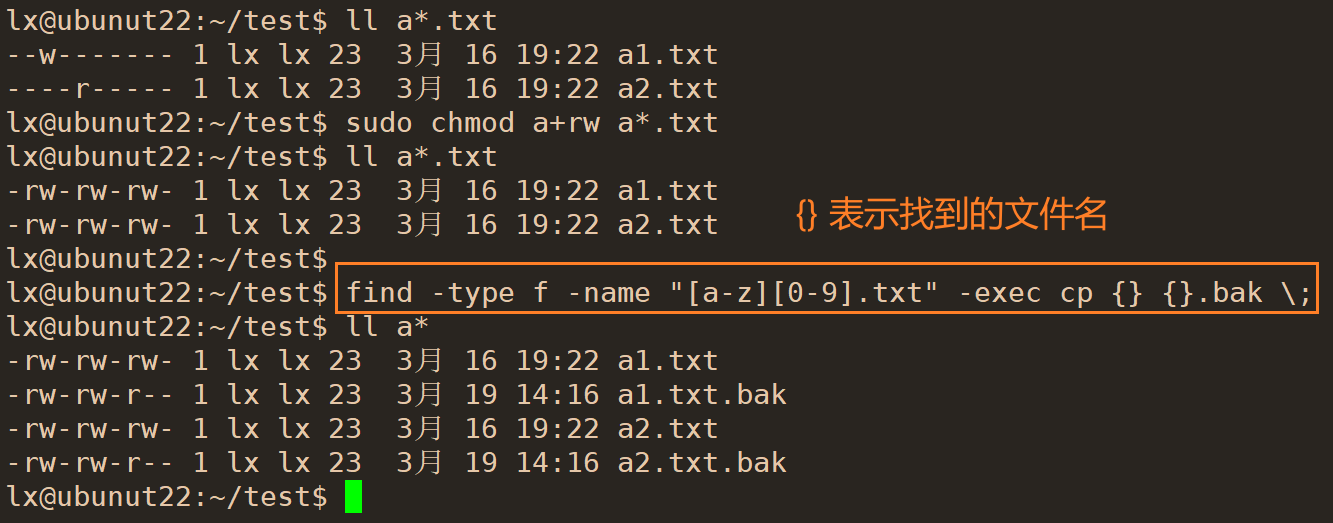 lx@ubunut22:~/test$ ll a*.txt
--w------- 1 lx lx 23  3月  16 19:22 a1.txt
----r----- 1 lx lx 23  3月  16 19:22 a2.txt
lx@ubunut22:~/test$ sudo chmod a+rw a*.txt
lx@ubunut22:~/test$ ll a*.txt
-rw-rw-rw- 1 lx lx 23  3月  16 19:22 a1.txt
-rw-rw-rw- 1 lx lx 23  3月  16 19:22 a2.txt
{} 表示找到的文件名
lx@ubunut22:~/test$
lx@ubunut22:~/test$ find -type f -name "[a-z][0-9].txt" -exec cp {} {}.bak \;
lx@ubunut22:~/test$ ll a*
-rw-rw-rw- 1 lx lx 23  3月  16 19:22 a1.txt
-rw-rw-r-- 1 lx lx 23  3月  19 14:16 a1.txt.bak
-rw-rw-rw- 1 lx lx 23  3月  16 19:22 a2.txt
-rw-rw-r-- 1 lx lx 23  3月  19 14:16 a2.txt.bak
lx@ubunut22:~/test$